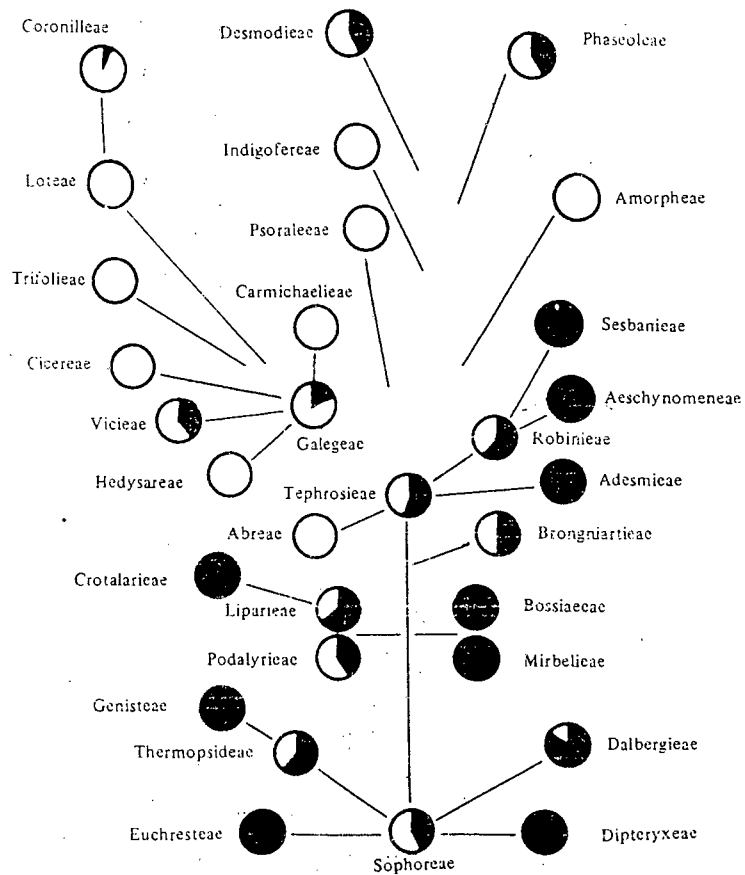 Coronilleae
Desmodieae
Phaseoleae
Indigofereae
Loteae
Amorpheae
Psoraleeae
Trifolieae
Carmichaelieae
Sesbanieae
Cicereae
Aeschynomeneae
Vicieae
Galegeae
Robinieae
Hedysareae
Tephrosieae
Adesmieae
Abreae
Brongniartieae
Crotalarieae
Liparieae
Bossiaeeae
Podalyrieae
Mirbelieae
Genisteae
Thermopsideae
Dalbergieae
Euchresteae
Dipteryxeae
Sophoreae